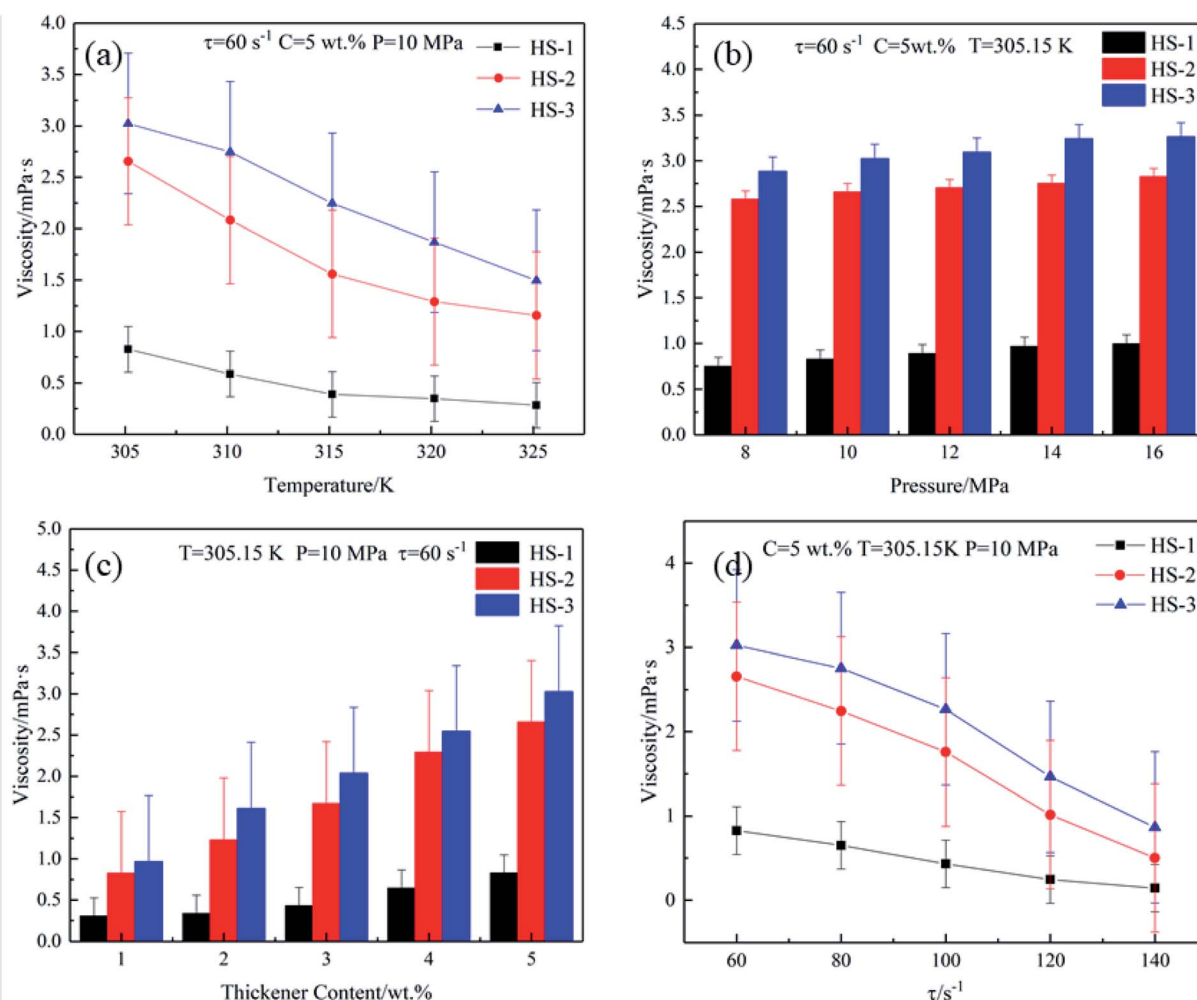 (a)
τ=60 s⁻¹ C=5 wt.% P=10 MPa
HS-1
HS-2
HS-3
4.0
3.5
3.0
2.5
2.0
1.5
1.0
0.5
0.0
Viscosity/mPa·s
305 310 315 320 325
Temperature/K
(b)
τ=60 s⁻¹ C=5wt.% T=305.15 K
HS-1
HS-2
HS-3
4.5
4.0
3.5
3.0
2.5
2.0
1.5
1.0
0.5
0.0
Viscosity/mPa·s
8 10 12 14 16
Pressure/MPa
(c)
T=305.15 K P=10 MPa τ=60 s⁻¹
HS-1
HS-2
HS-3
5.0
4.5
4.0
3.5
3.0
2.5
2.0
1.5
1.0
0.5
0.0
Viscosity/mPa·s
1 2 3 4 5
Thickener Content/wt.%
(d)
C=5 wt.% T=305.15K P=10 MPa
HS-1
HS-2
HS-3
4
3
2
1
0
Viscosity/mPa·s
60 80 100 120 140
τ/s⁻¹